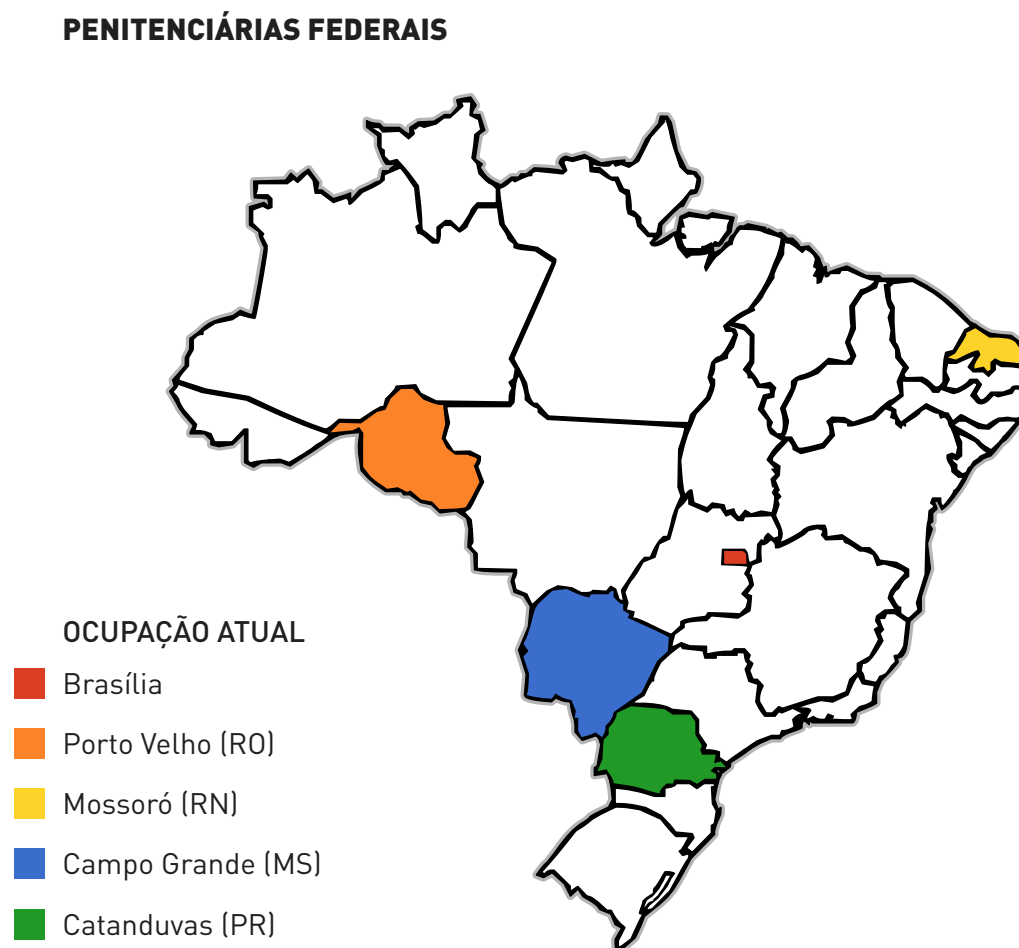 PENITENCIÁRIAS FEDERAIS
OCUPAÇÃO ATUAL
Brasília
Porto Velho (RO)
Mossoró (RN)
Campo Grande (MS)
Catanduvas (PR)